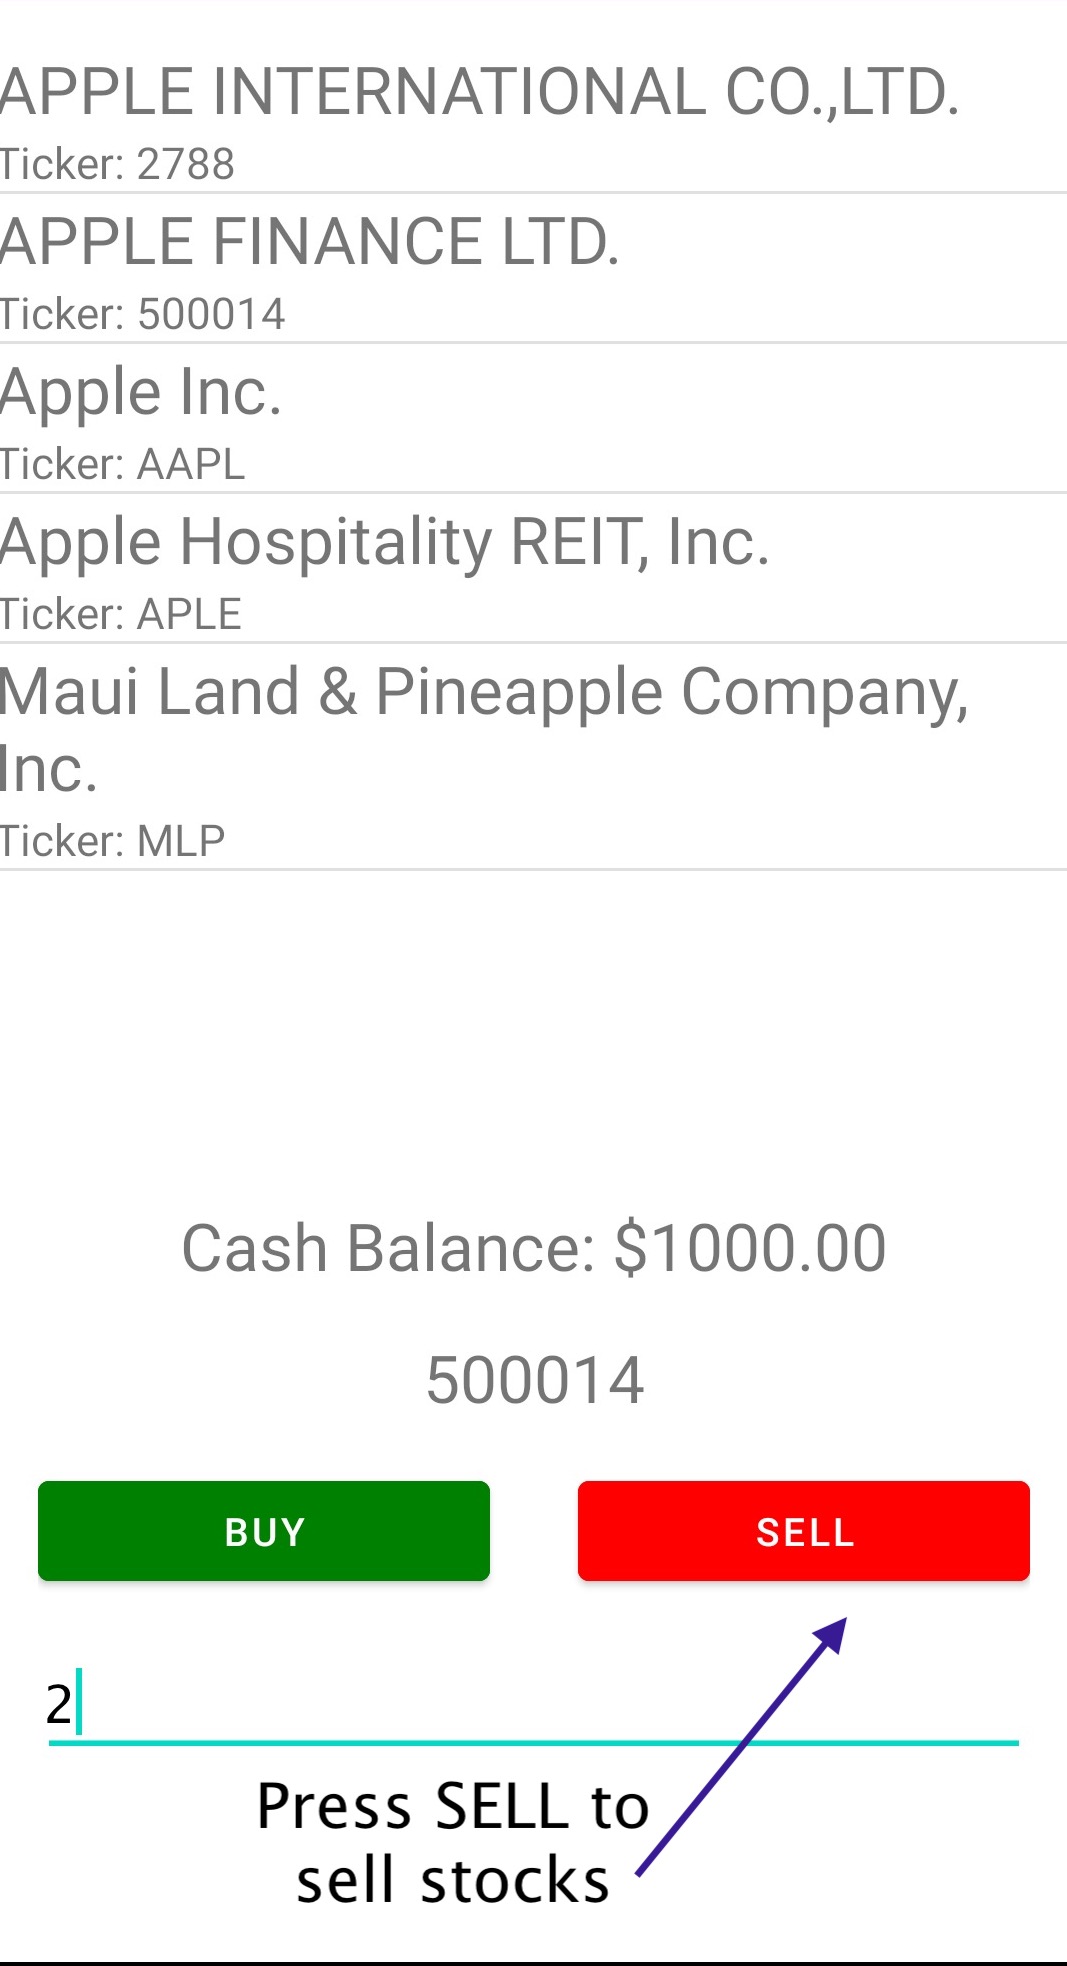 APPLE INTERNATIONAL CO.,LTD.
Ticker: 2788
APPLE FINANCE LTD.
Ticker: 500014
Apple Inc.
Ticker: AAPL
Apple Hospitality REIT, Inc.
Ticker: APLE
Maui Land & Pineapple Company,
Inc.
Ticker: MLP
Cash Balance: $1000.00
500014
BUY
SELL
2
Press SELL to
sell stocks